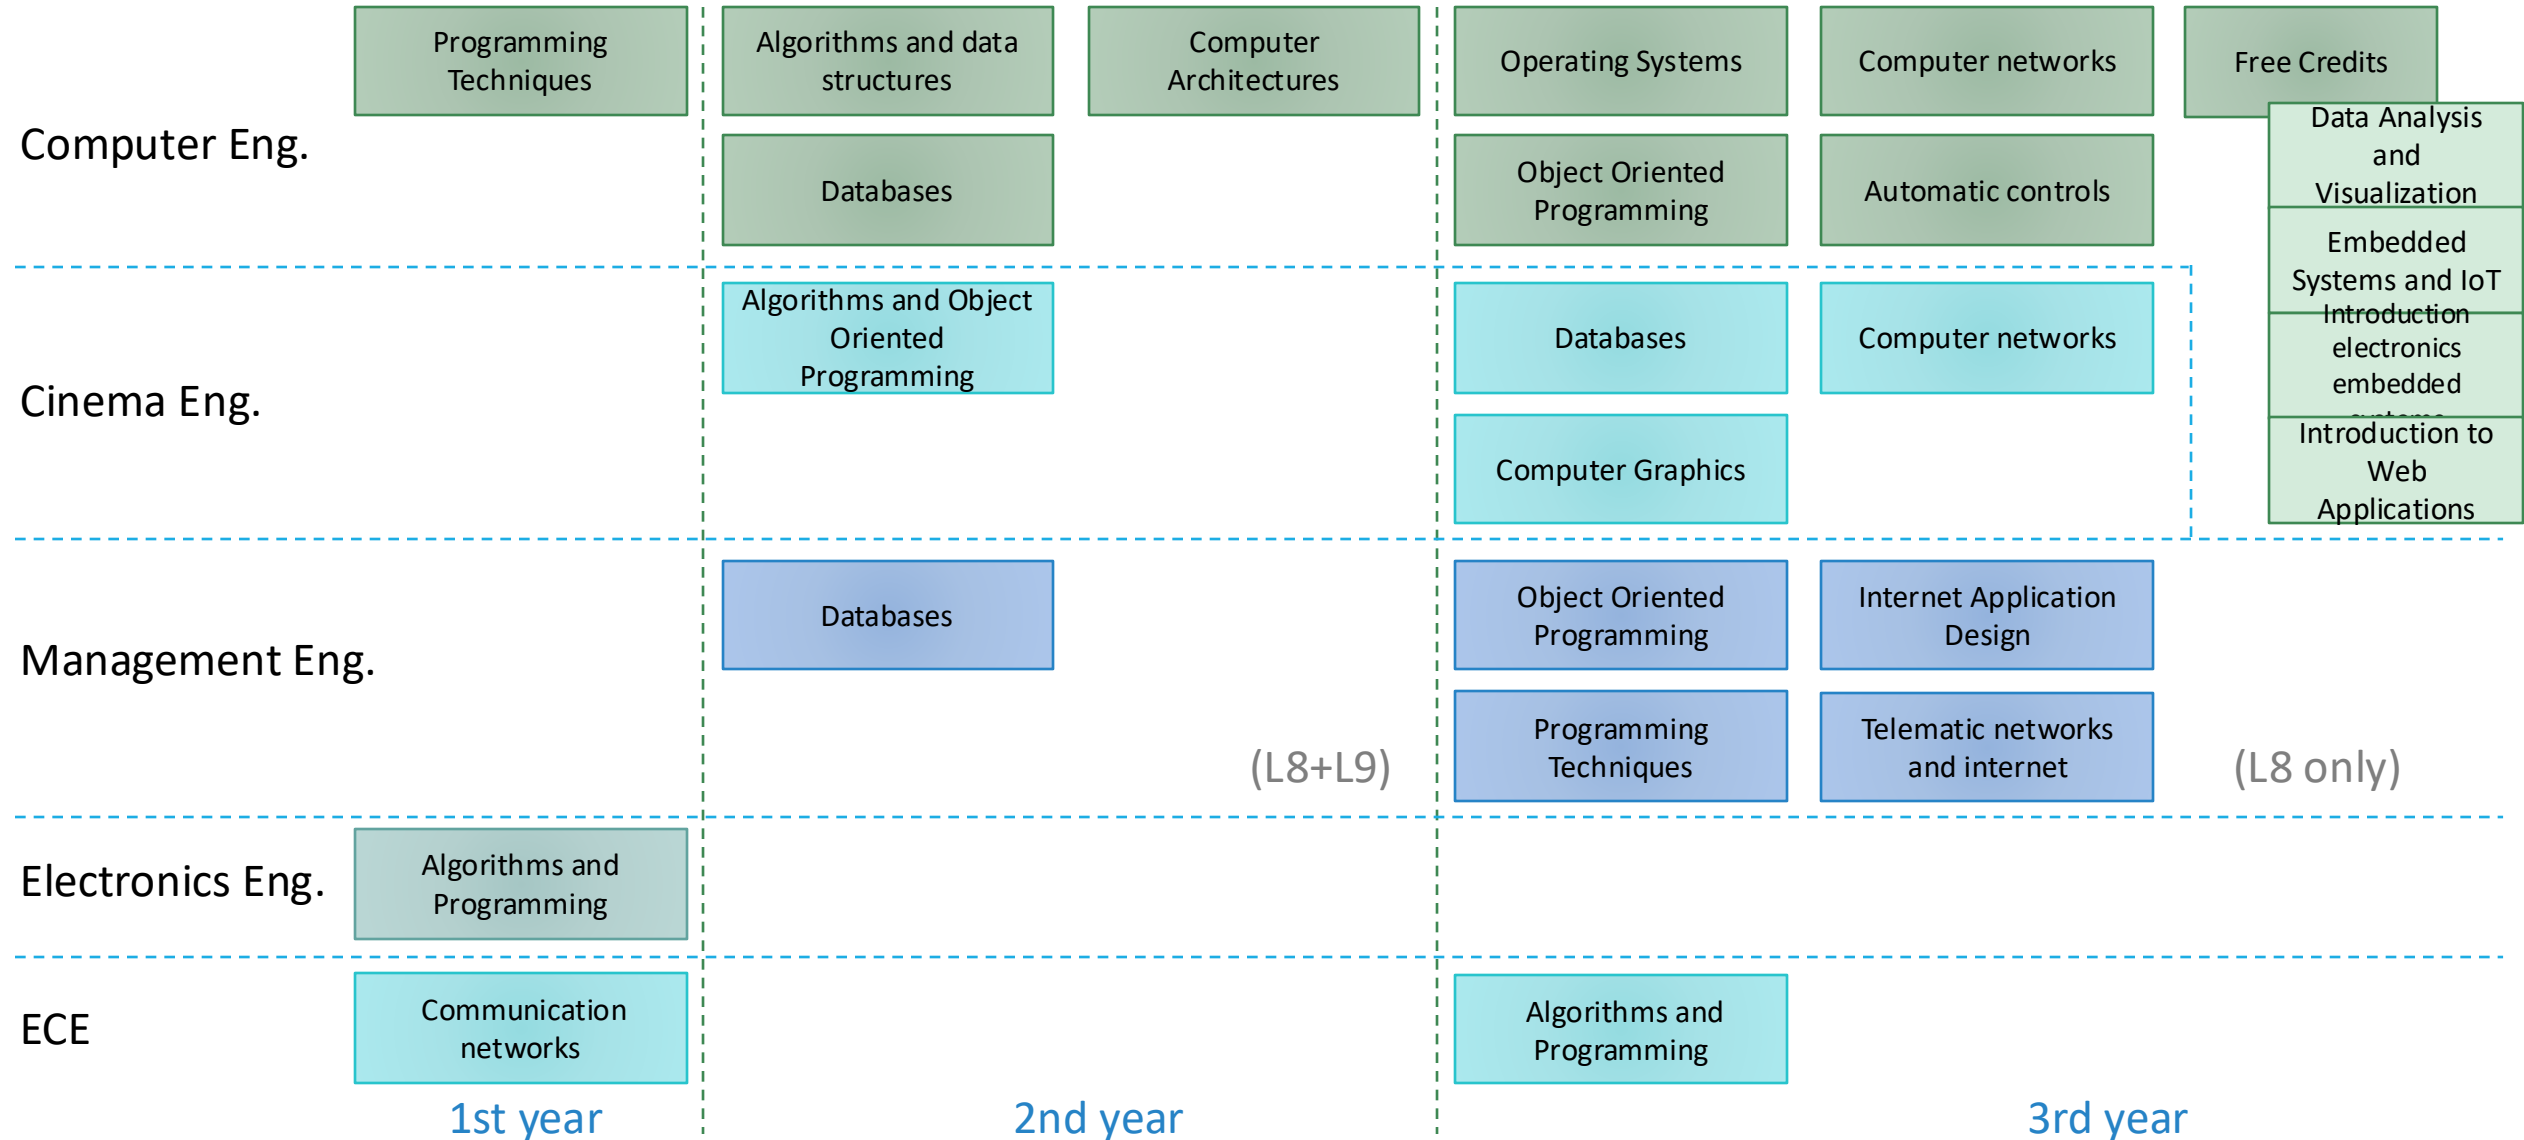 Computer Eng.
Programming
Techniques
Algorithms and data
structures
Computer
Architectures
Operating Systems
Computer networks
Free Credits
Databases
Object Oriented
Programming
Automatic controls
Data Analysis
and
Visualization
Embedded
Systems and IoT
Introduction
electronics
embedded
Introduction to
Web
Applications
Cinema Eng.
Algorithms and Object
Oriented
Programming
Databases
Computer networks
Computer Graphics
Management Eng.
Databases
(L8+L9)
Object Oriented
Programming
Internet Application
Design
Programming
Techniques
Telematic networks
and internet
(L8 only)
Electronics Eng.
Algorithms and
Programming
ECE
Communication
networks
Algorithms and
Programming
1st year
2nd year
3rd year